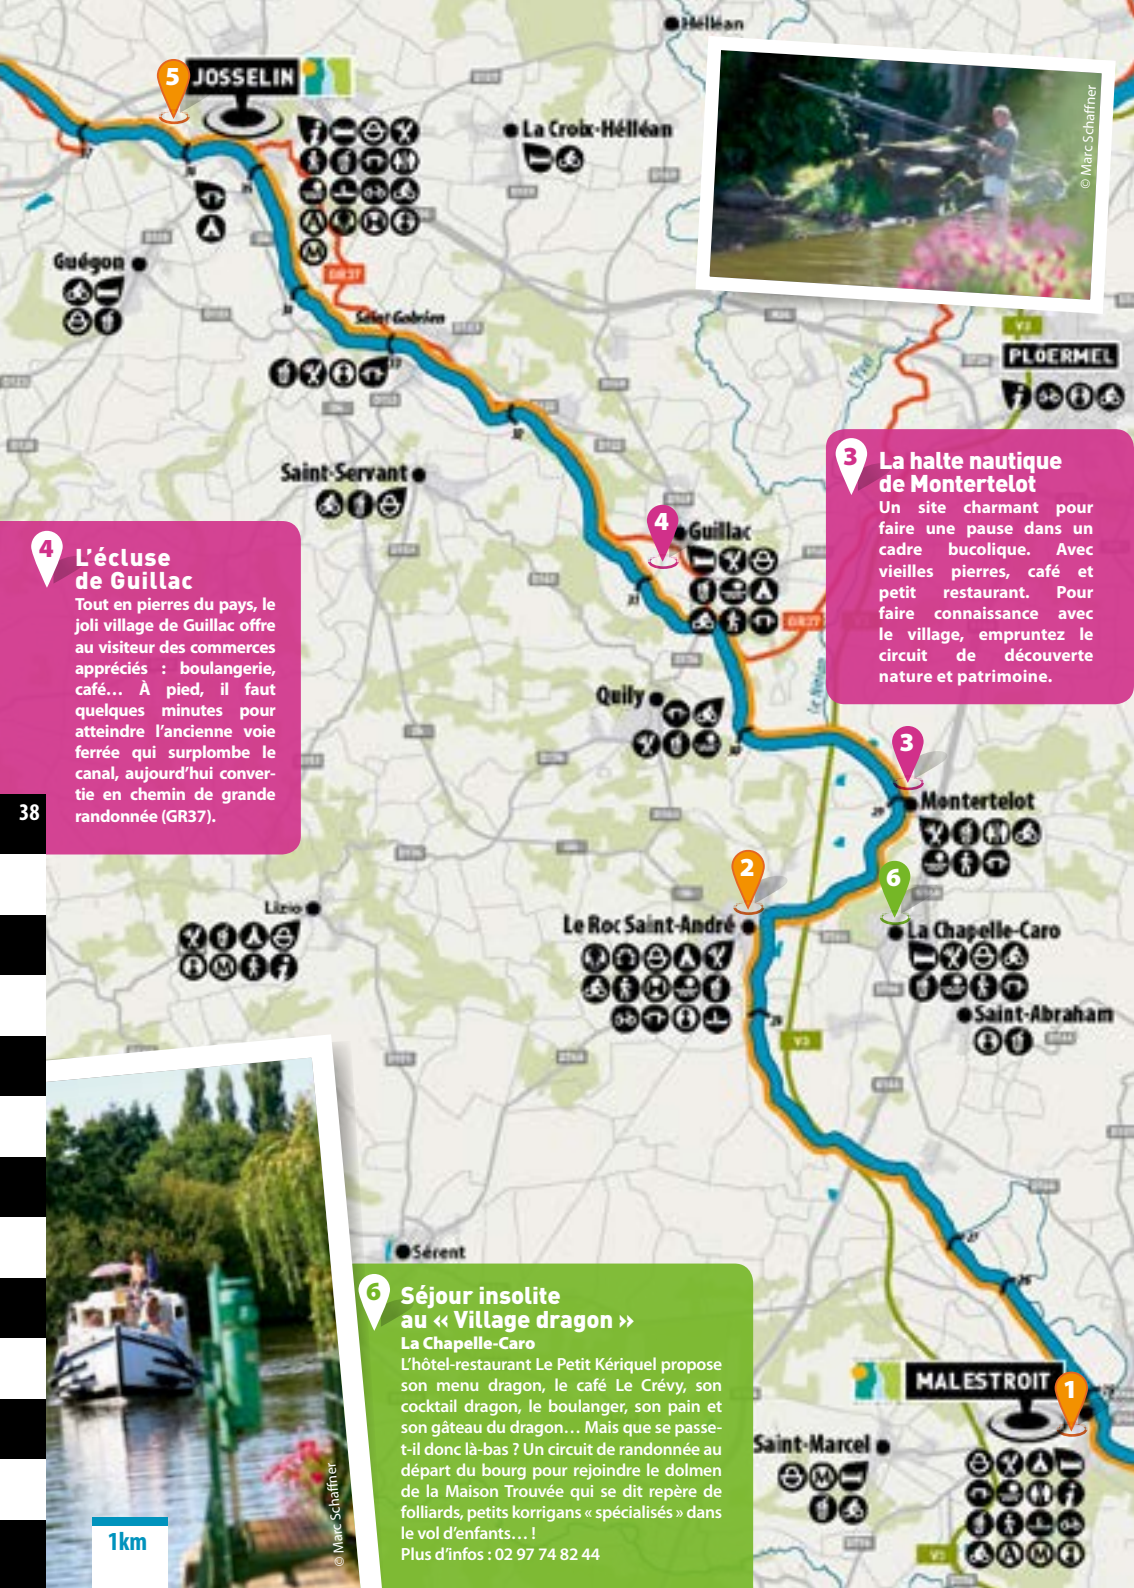 Helléan
5
JOSSELIN
La Croix-Helléan
© Marc Schaffner
Guégon
GR37
Saint Gobrien
V3
PLOERMEL
L'Yvel
Saint-Servant
3
La halte nautique
de Montertelot
Un site charmant pour
faire une pause dans un
cadre bucolique. Avec
vieilles pierres, café et
petit restaurant. Pour
faire connaissance avec
le village, empruntez le
circuit de découverte
nature et patrimoine.
4
Guillac
4
L'écluse
de Guillac
Tout en pierres du pays, le
joli village de Guillac offre
au visiteur des commerces
appréciés : boulangerie,
café… À pied, il faut
quelques minutes pour
atteindre l'ancienne voie
ferrée qui surplombe le
canal, aujourd'hui conver-
tie en chemin de grande
randonnée (GR37).
GR37
Quily
3
Montertelot
38
2
6
Lizio
Le Roc Saint-André
La Chapelle-Caro
Saint-Abraham
V3
Sérent
6
Séjour insolite
au « Village dragon »
La Chapelle-Caro
L'hôtel-restaurant Le Petit Kériquel propose
son menu dragon, le café Le Crévy, son
cocktail dragon, le boulanger, son pain et
son gâteau du dragon… Mais que se passe-
t-il donc là-bas ? Un circuit de randonnée au
départ du bourg pour rejoindre le dolmen
de la Maison Trouvée qui se dit repère de
folliards, petits korrigans « spécialisés » dans
le vol d'enfants… !
Plus d'infos : 02 97 74 82 44
MALESTROIT
1
Saint-Marcel
V3
© Marc Schaffner
1km